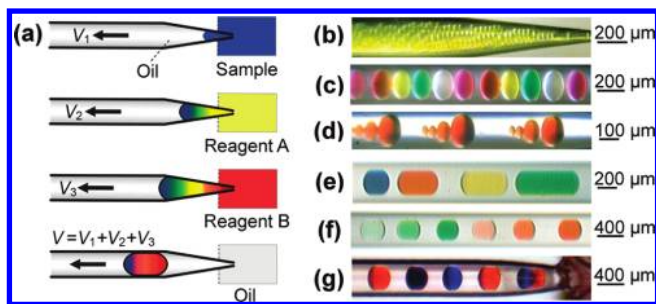 (a)
V1
Oil
Sample
V2
Reagent A
V3
Reagent B
V = V1+V2+V3
Oil
(b)
200 μm
(c)
200 μm
(d)
100 μm
(e)
200 μm
(f)
400 μm
(g)
400 μm